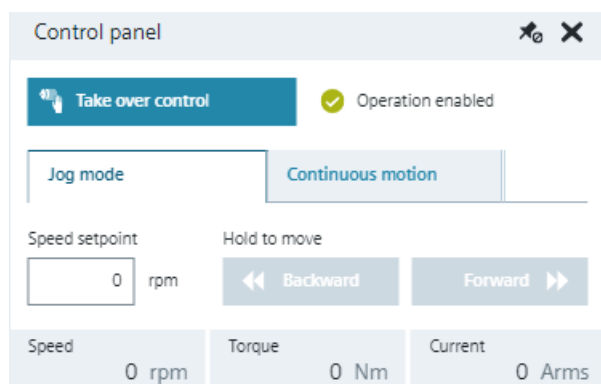 Control panel
Take over control
Operation enabled
Jog mode
Continuous motion
Speed setpoint
Hold to move
0 rpm
Backward
Forward
Speed
Torque
Current
0 rpm
0 Nm
0 Arms